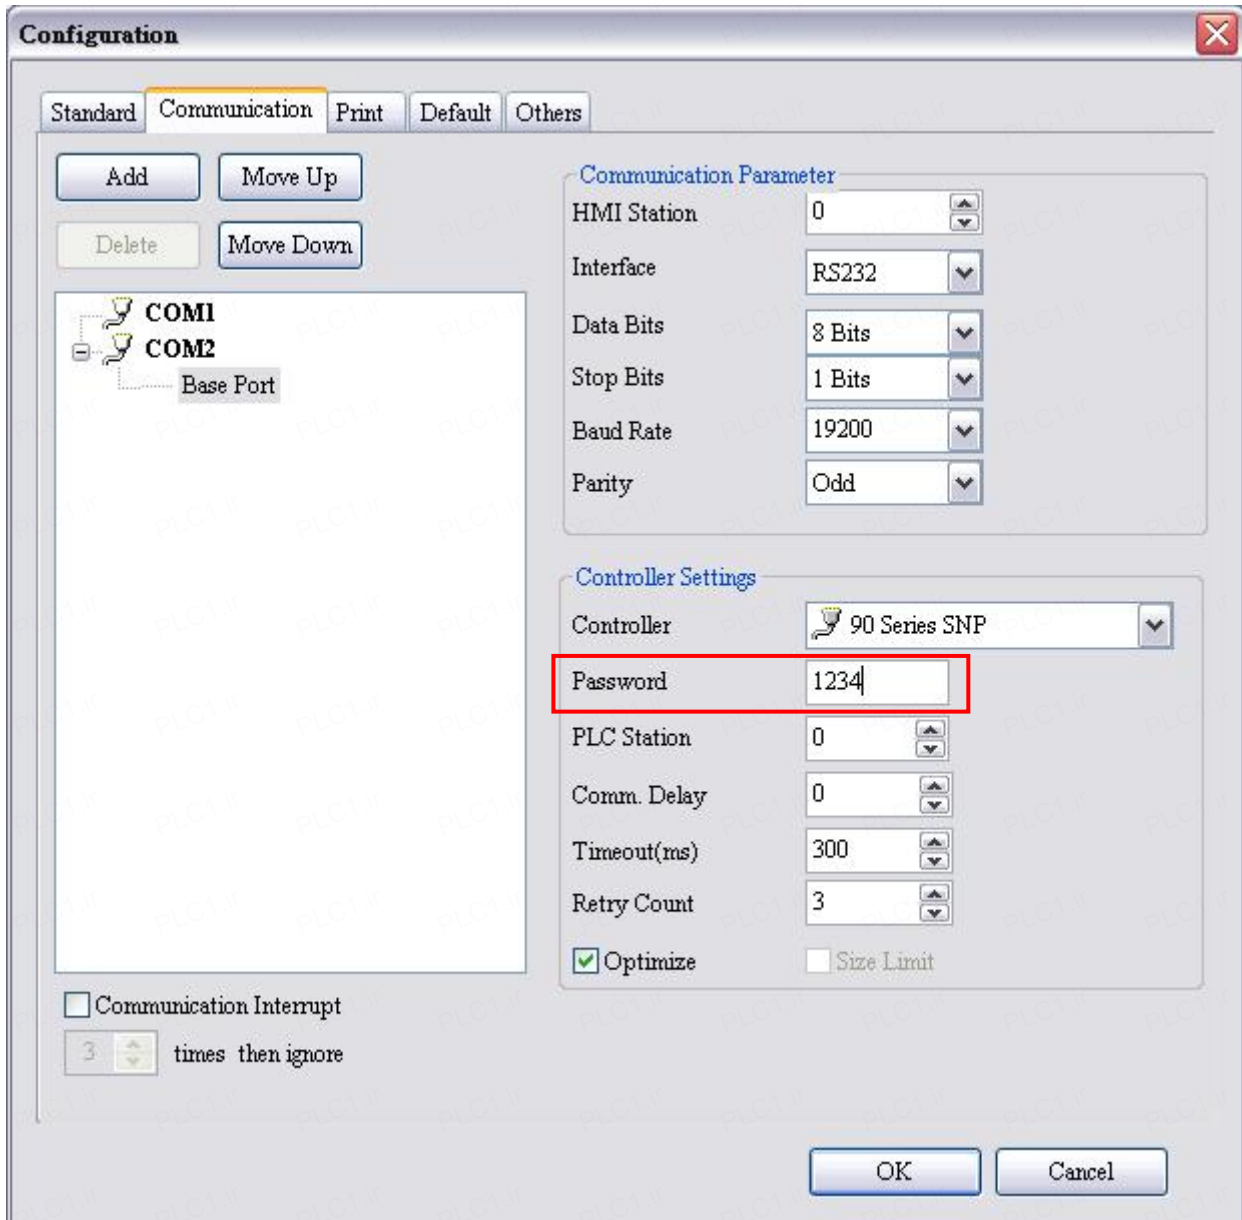 Configuration
Standard Communication Print Default Others
Add Move Up
Delete Move Down
COM1
COM2
Base Port
Communication Interrupt
3 times then ignore
Communication Parameter
HMI Station 0
Interface RS232
Data Bits 8 Bits
Stop Bits 1 Bits
Baud Rate 19200
Parity Odd
Controller Settings
Controller 90 Series SNP
Password 1234
PLC Station 0
Comm. Delay 0
Timeout(ms) 300
Retry Count 3
Optimize Size Limit
OK Cancel